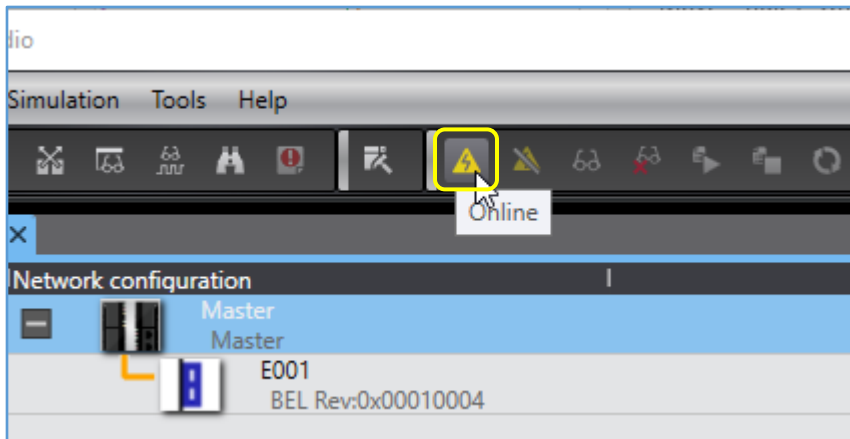 dio
Simulation Tools Help
Online
Network configuration
Master
Master
E001
BEL Rev:0x00010004